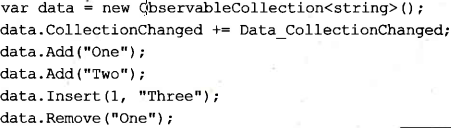 var data = new ObservableCollection<string>();
data.CollectionChanged += Data_CollectionChanged;
data.Add("One");
data.Add("Two");
data.Insert(1, "Three");
data.Remove("One");